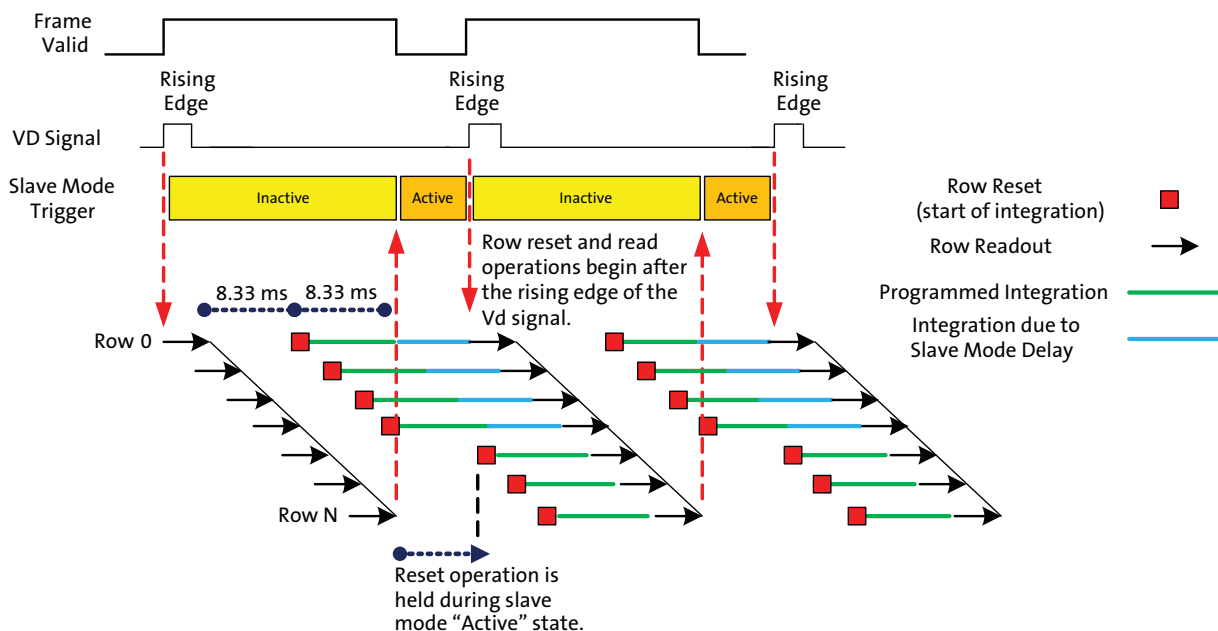 Frame
Valid
Rising
Edge
Rising
Edge
Rising
Edge
VD Signal
Slave Mode
Trigger
Inactive
Active
Inactive
Active
Row Reset
(start of integration)
Row Readout
Programmed Integration
Integration due to
Slave Mode Delay
Row reset and read
operations begin after
the rising edge of the
Vd signal.
8.33 ms
8.33 ms
Row 0
Row N
Reset operation is
held during slave
mode “Active” state.